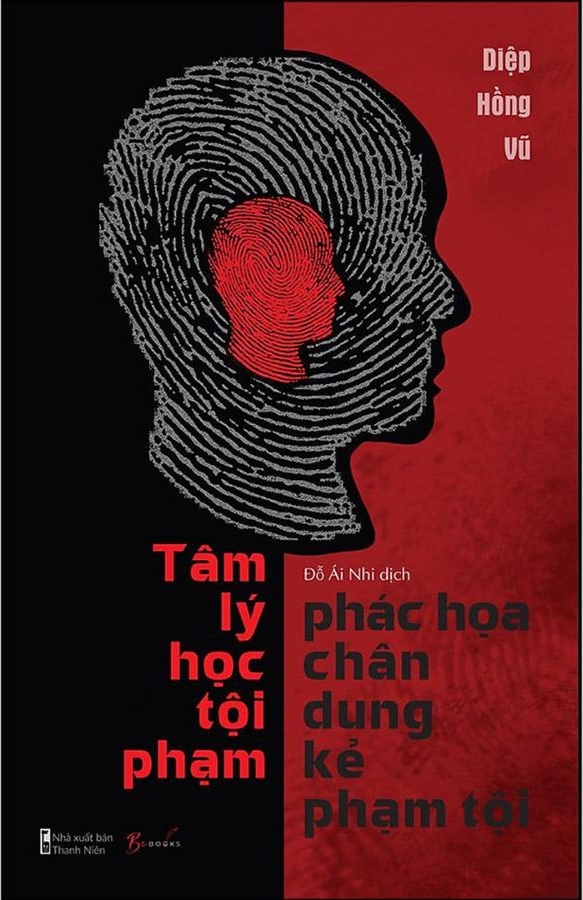 Diệp
Hồng
Vũ
Tâm
lý
học
tội
phạm
Đỗ Ái Nhi dịch
phác họa
chân
dung
kẻ
phạm tội
Nhà xuất bản
Thanh Niên
BeBOOKS